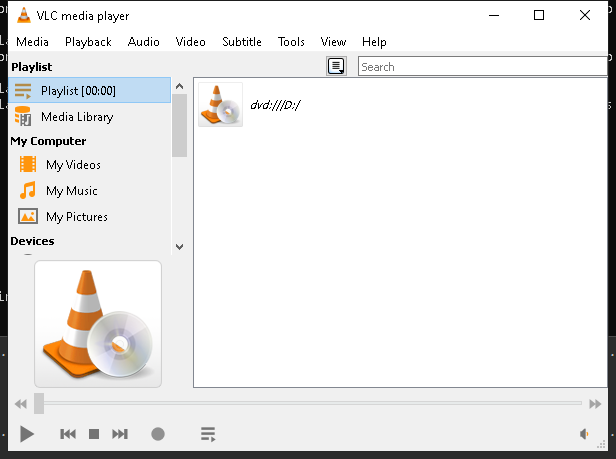 VLC media player
Media Playback Audio Video Subtitle Tools View Help
Playlist
Search
Playlist [00:00]
dvd:///D:/
Media Library
My Computer
My Videos
My Music
My Pictures
Devices